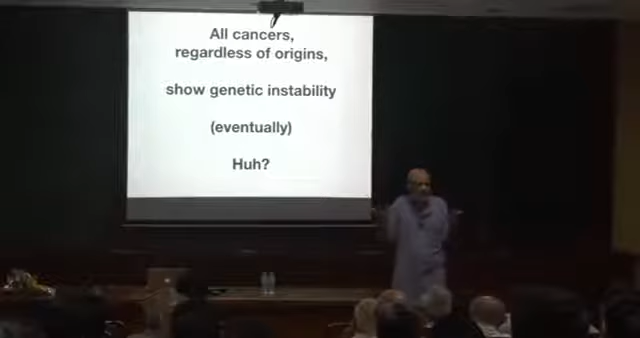 All cancers,
regardless of origins,
show genetic instability
(eventually)
Huh?